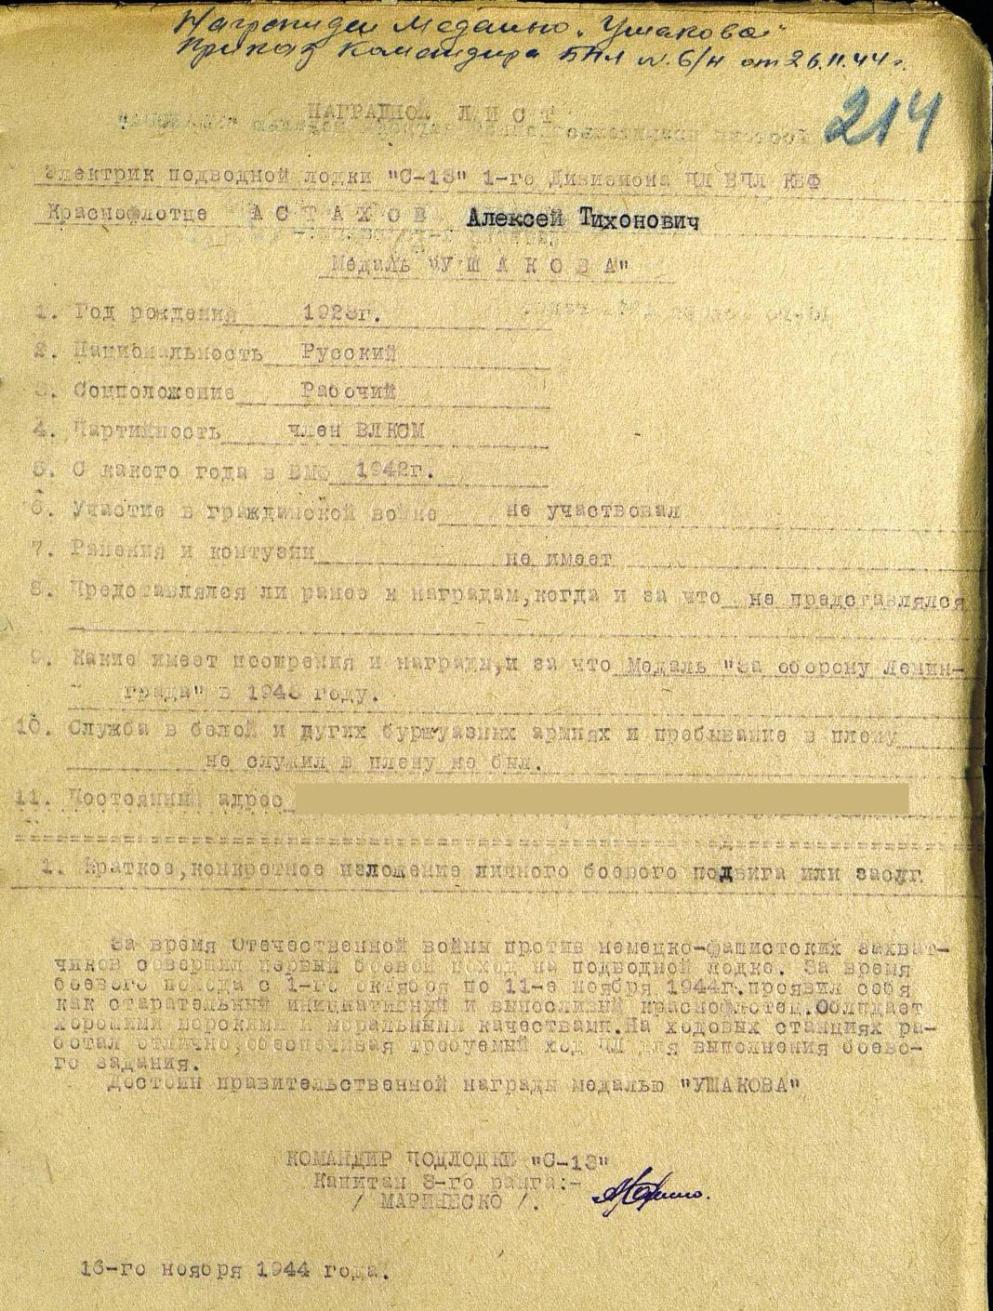 Награжден Медалью "Ушакова"
Приказ Командира БПЛ №. б/н от 26.11.44 г.
214
НАГРАДНОЙ ЛИСТ
Электрик подводной лодки "С-13" 1-го Дивизиона ПЛ БПЛ КБФ
Краснофлотец АСТАХОВ Алексей Тихонович
Медаль "УШАКОВА"
1. Год рождений 1923г.
2. Национальность Русский
3. Соцположение Рабочий
4. Партийность член ВЛКСМ
5. С какого года в ВМФ 1942г.
6. Участие в гражданской войне не участвовал
7. Ранения и контузии не имеет
8. Представлялся ли ранее к наградам,когда и за что не представлялся
9. Какие имеет поощрения и награды,и за что Медаль "За оборону Ленин-
града" в 1943 году.
10. Служба в белой и дугих буржуазных армиях и пребывание в плену
не служил в плену не был.
11. Постоянный адрес
1. Краткое,конкретное изложение личного боевого подвига или заслуг.
За время Отечественной войны против немецко-фашистских захват-
чиков совершил первый боевой поход на подводной лодке. За время
боевого похода с 1-го октября по 11-е ноября 1944г.проявил себя
как старательный инициативный и выносливый краснофлотец.Обладает
хорошими морскими и моральными качествами.На ходовых станциях ра-
ботал отлично,обеспечивая требуемый ход ПЛ для выполнения боево-
го задания.
Достоин правительственной награды медалью "УШАКОВА"
КОМАНДИР ПОДЛОДКИ "С-13"
Капитан 3-го ранга:-
/ МАРИНЕСКО /.
16-го ноября 1944 года.